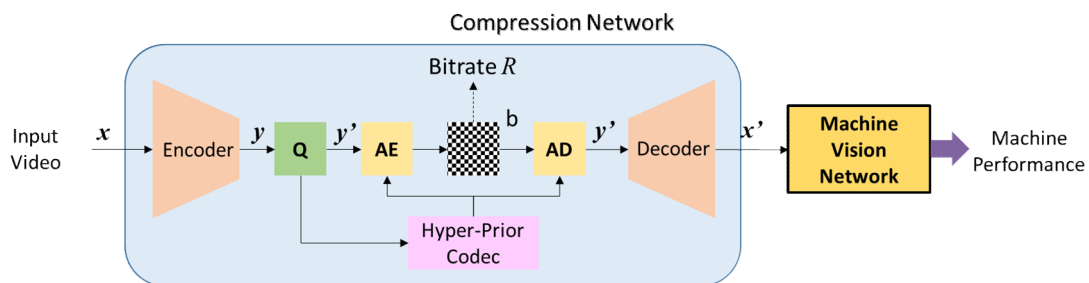 Compression Network
Bitrate R
Input
Video
x
Encoder
y
Q
y’
AE
b
AD
y’
Decoder
x’
Machine
Vision
Network
Machine
Performance
Hyper-Prior
Codec